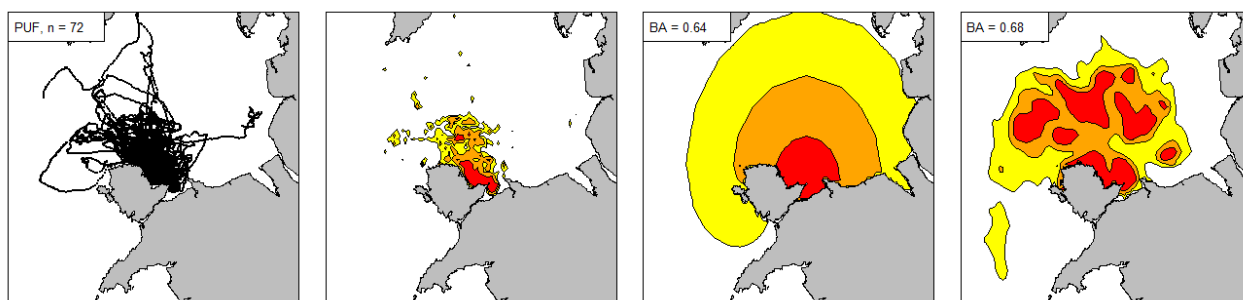 PUF, n = 72
BA = 0.64
BA = 0.68